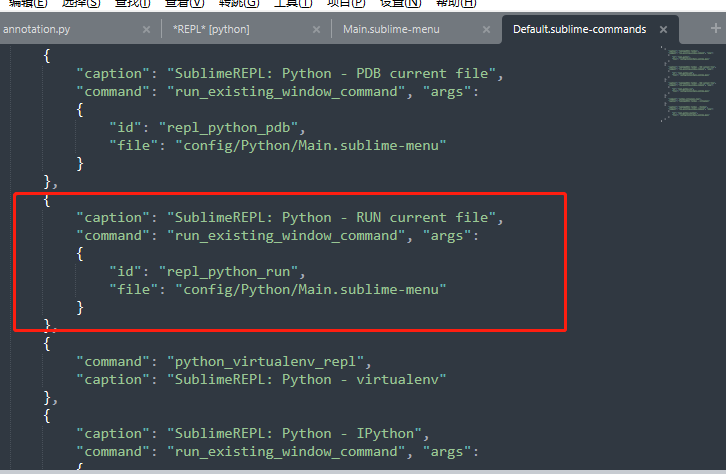 编辑(E) 选择(S) 查找(I) 查看(V) 转跳(G) 工具(T) 项目(P) 设置(N) 帮助(H)
annotation.py × *REPL* [python] × Main.sublime-menu × Default.sublime-commands × +
{
"caption": "SublimeREPL: Python - PDB current file",
"command": "run_existing_window_command", "args":
{
"id": "repl_python_pdb",
"file": "config/Python/Main.sublime-menu"
}
},
{
"caption": "SublimeREPL: Python - RUN current file",
"command": "run_existing_window_command", "args":
{
"id": "repl_python_run",
"file": "config/Python/Main.sublime-menu"
}
},
{
"command": "python_virtualenv_repl",
"caption": "SublimeREPL: Python - virtualenv"
},
{
"caption": "SublimeREPL: Python - IPython",
"command": "run_existing_window_command", "args":
{